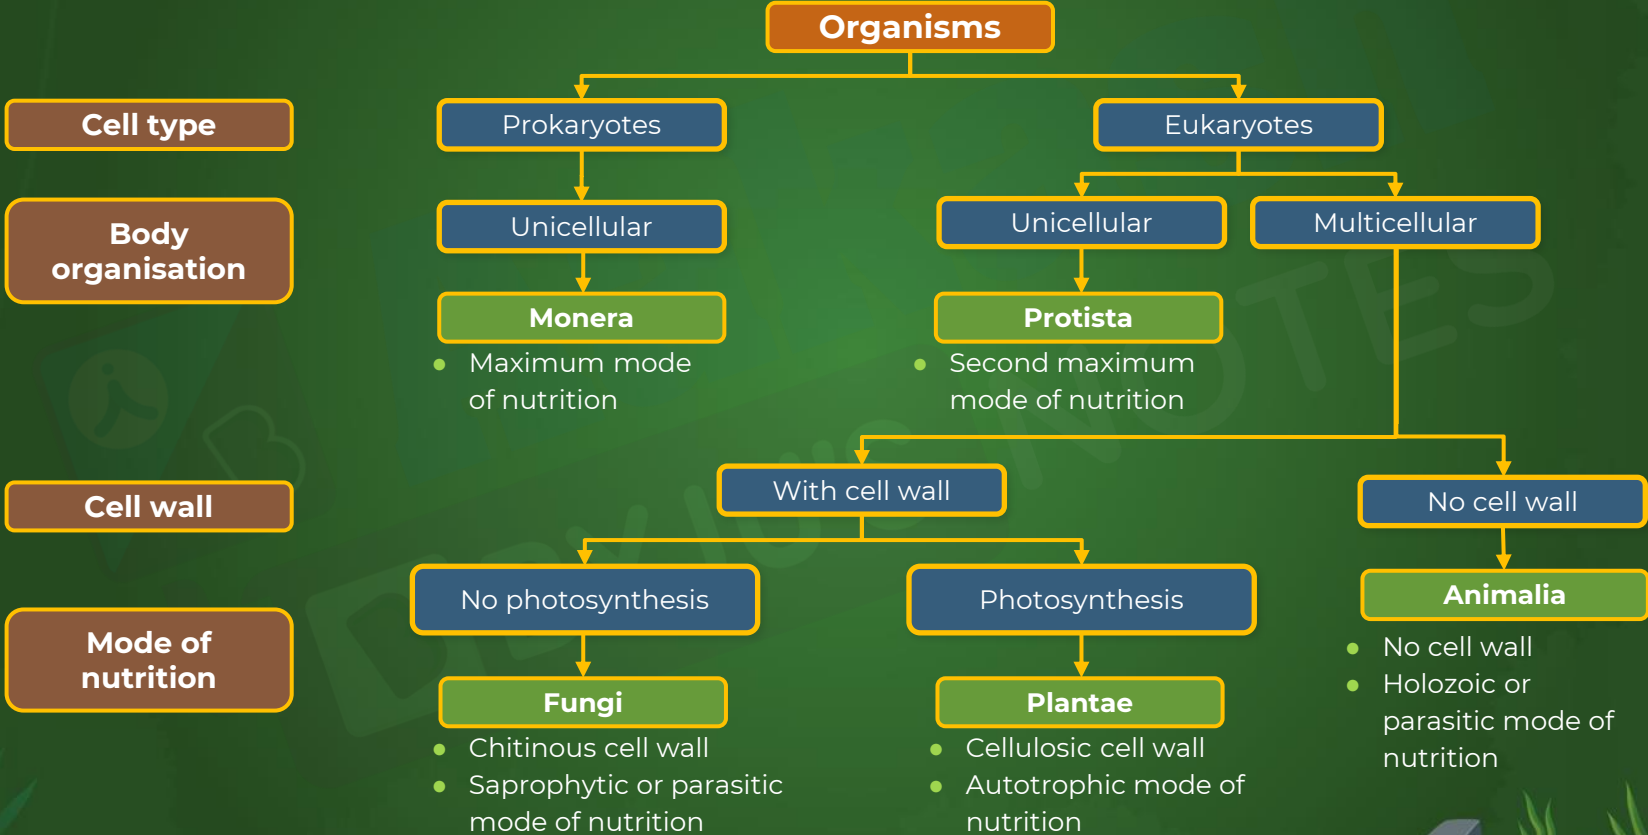 Organisms
Cell type
Prokaryotes
Eukaryotes
Body
organisation
Unicellular
Unicellular
Multicellular
Monera
Protista
● Maximum mode
of nutrition
● Second maximum
mode of nutrition
Cell wall
With cell wall
No cell wall
Mode of
nutrition
No photosynthesis
Photosynthesis
Animalia
● No cell wall
● Holozoic or
parasitic mode of
nutrition
Fungi
Plantae
● Chitinous cell wall
● Saprophytic or parasitic
mode of nutrition
● Cellulosic cell wall
● Autotrophic mode of
nutrition
BYJU'S NOTES